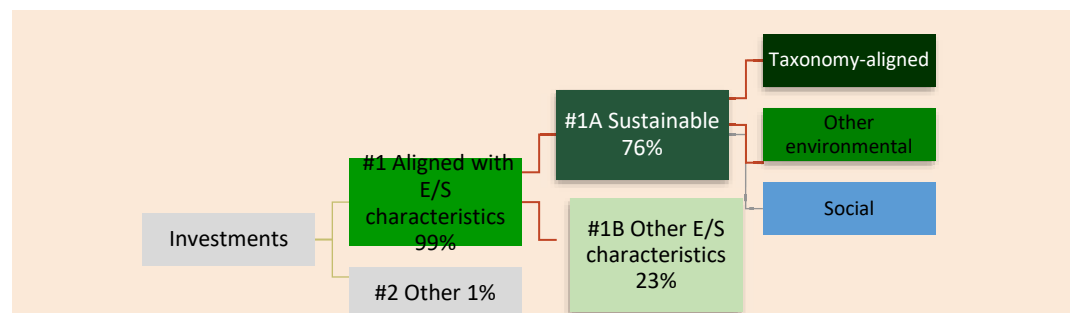 Taxonomy-aligned
#1A Sustainable
76%
Other
environmental
#1 Aligned with
E/S
characteristics
99%
Social
Investments
#1B Other E/S
characteristics
23%
#2 Other 1%